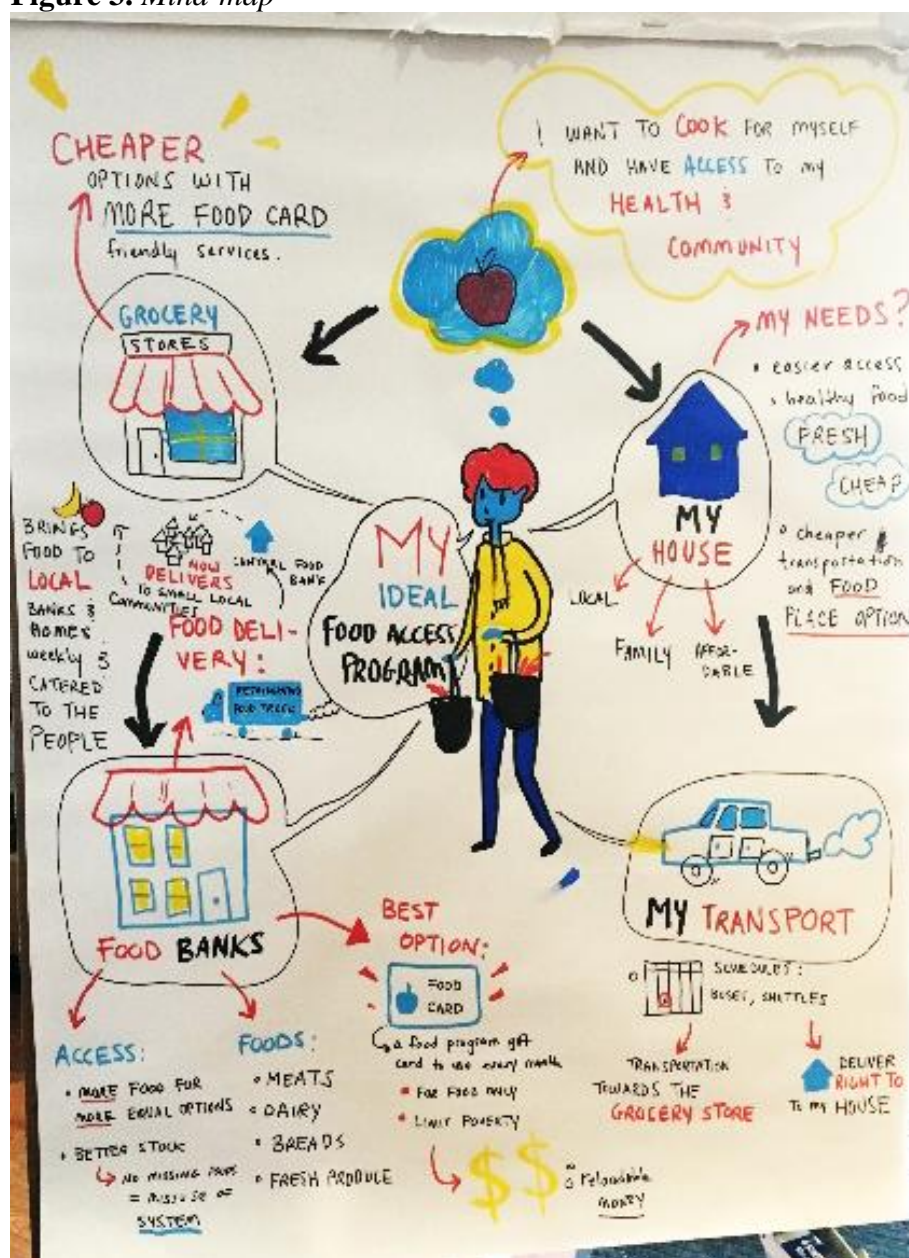 Figure 3. Mind map
I WANT TO COOK FOR MYSELF
AND HAVE ACCESS TO MY
HEALTH &
COMMUNITY
CHEAPER
OPTIONS WITH
MORE FOOD CARD
friendly services.
GROCERY
STORES
MY NEEDS?
• easier access
• healthy food
FRESH
CHEAP
• cheaper
transportation
and FOOD
PLACE OPTION
MY
HOUSE
LOCAL
FAMILY
AFFOR-
DABLE
MY
IDEAL
FOOD ACCESS
PROGRAM
BRINGS
FOOD TO
LOCAL
BANKS &
HOMES
weekly &
CATERED
TO THE
PEOPLE
NOW
DELIVERS
TO SMALL LOCAL
COMMUNITIES
CENTRAL FOOD
BANK
FOOD DELI-
VERY:
FOOD TRUCK
FOOD BANKS
MY TRANSPORT
SCHEDULES:
BUSES, SHUTTLES
TRANSPORTATION
TOWARDS THE
GROCERY STORE
DELIVER
RIGHT TO
TO MY HOUSE
BEST
OPTION:
FOOD
CARD
a food program gift
card to use every month
• FOR FOOD ONLY
• LIMIT POVERTY
$$
reloadable
MONEY
ACCESS:
• MORE FOOD FOR
MORE EQUAL OPTIONS
• BETTER STOCK
NO MISSING
= MISUSE OF
SYSTEM
FOODS:
• MEATS
• DAIRY
• BREADS
• FRESH PRODUCE